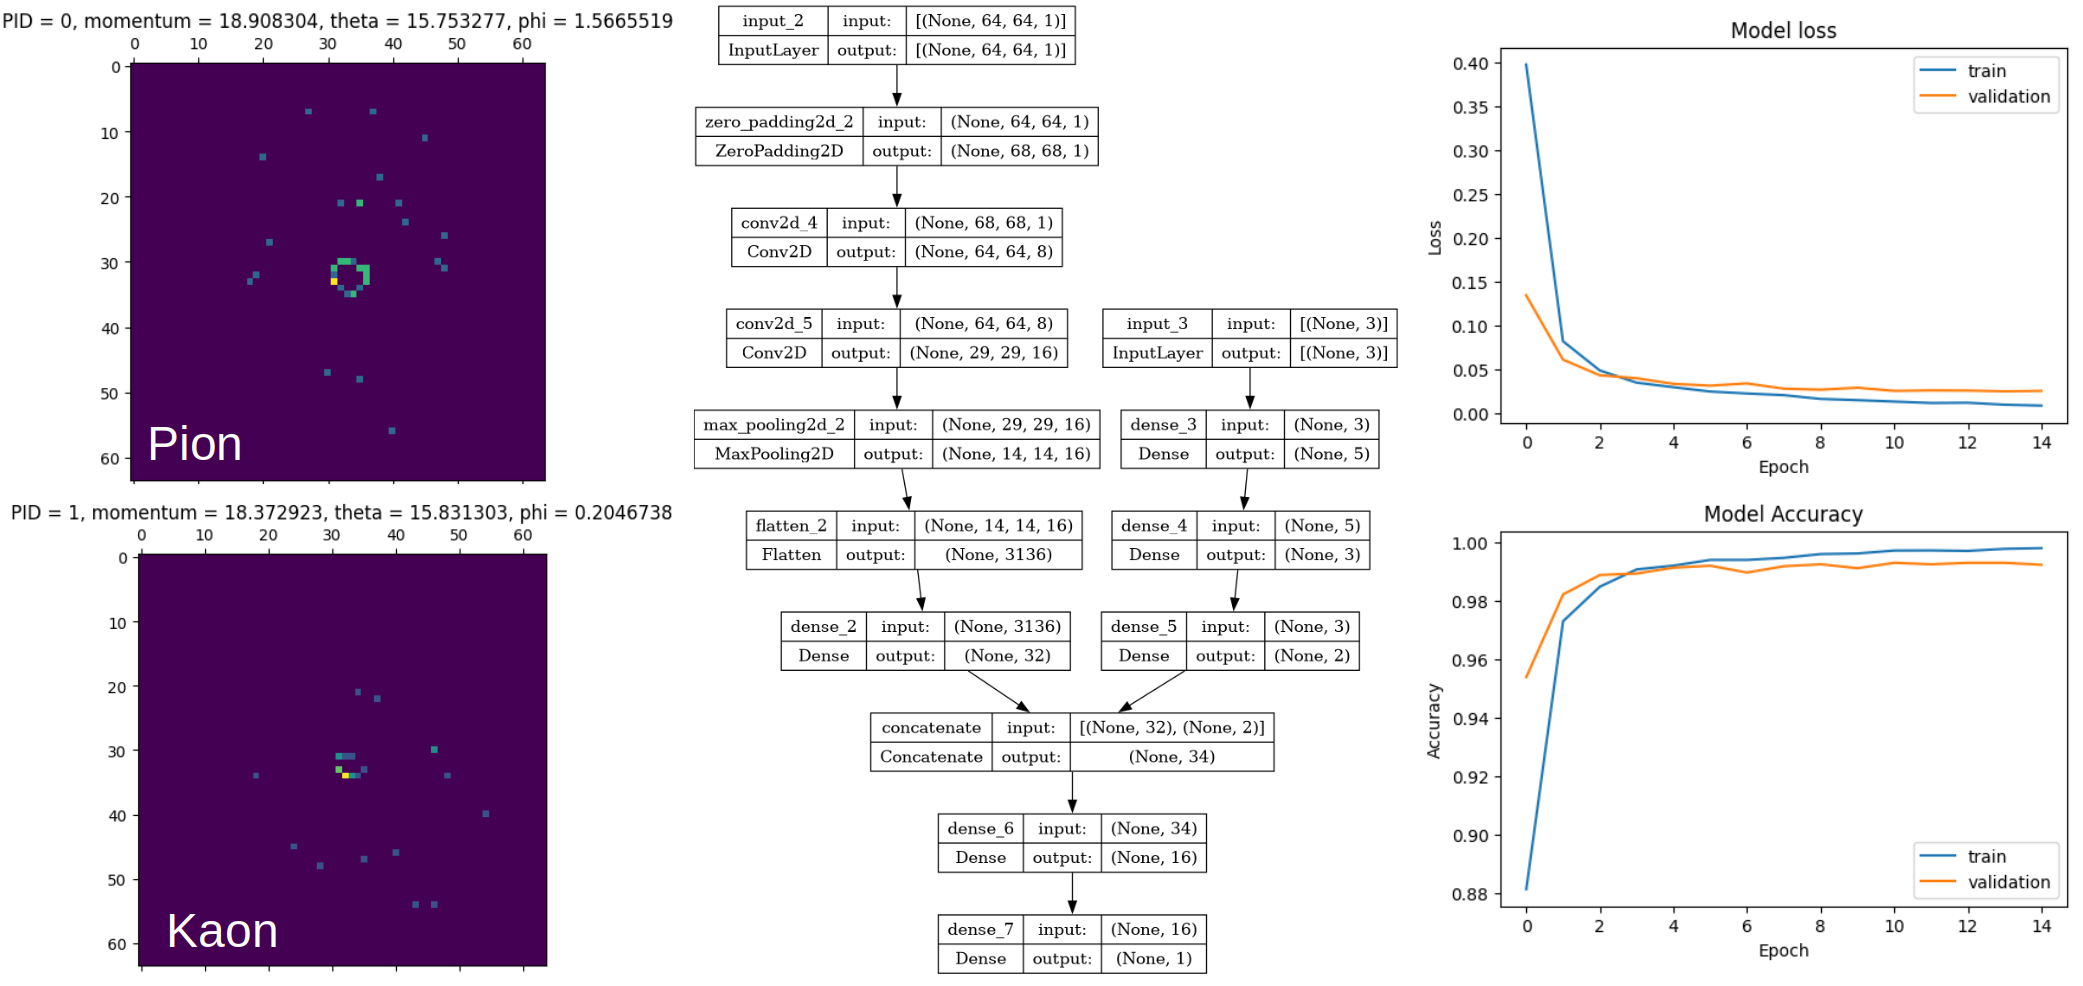 PID = 0, momentum = 18.908304, theta = 15.753277, phi = 1.5665519
0 10 20 30 40 50 60
0
10
20
30
40
50
60
Pion
PID = 1, momentum = 18.372923, theta = 15.831303, phi = 0.2046738
0 10 20 30 40 50 60
0
10
20
30
40
50
60
Kaon
input_2 input: [(None, 64, 64, 1)]
InputLayer output: [(None, 64, 64, 1)]
zero_padding2d_2 input: (None, 64, 64, 1)
ZeroPadding2D output: (None, 68, 68, 1)
conv2d_4 input: (None, 68, 68, 1)
Conv2D output: (None, 64, 64, 8)
conv2d_5 input: (None, 64, 64, 8)
Conv2D output: (None, 29, 29, 16)
input_3 input: [(None, 3)]
InputLayer output: [(None, 3)]
max_pooling2d_2 input: (None, 29, 29, 16)
MaxPooling2D output: (None, 14, 14, 16)
dense_3 input: (None, 3)
Dense output: (None, 5)
flatten_2 input: (None, 14, 14, 16)
Flatten output: (None, 3136)
dense_4 input: (None, 5)
Dense output: (None, 3)
dense_2 input: (None, 3136)
Dense output: (None, 32)
dense_5 input: (None, 3)
Dense output: (None, 2)
concatenate input: [(None, 32), (None, 2)]
Concatenate output: (None, 34)
dense_6 input: (None, 34)
Dense output: (None, 16)
dense_7 input: (None, 16)
Dense output: (None, 1)
Model loss
train
validation
0.40
0.35
0.30
0.25
0.20
0.15
0.10
0.05
0.00
Loss
0 2 4 6 8 10 12 14
Epoch
Model Accuracy
1.00
0.98
0.96
0.94
0.92
0.90
0.88
Accuracy
train
validation
0 2 4 6 8 10 12 14
Epoch